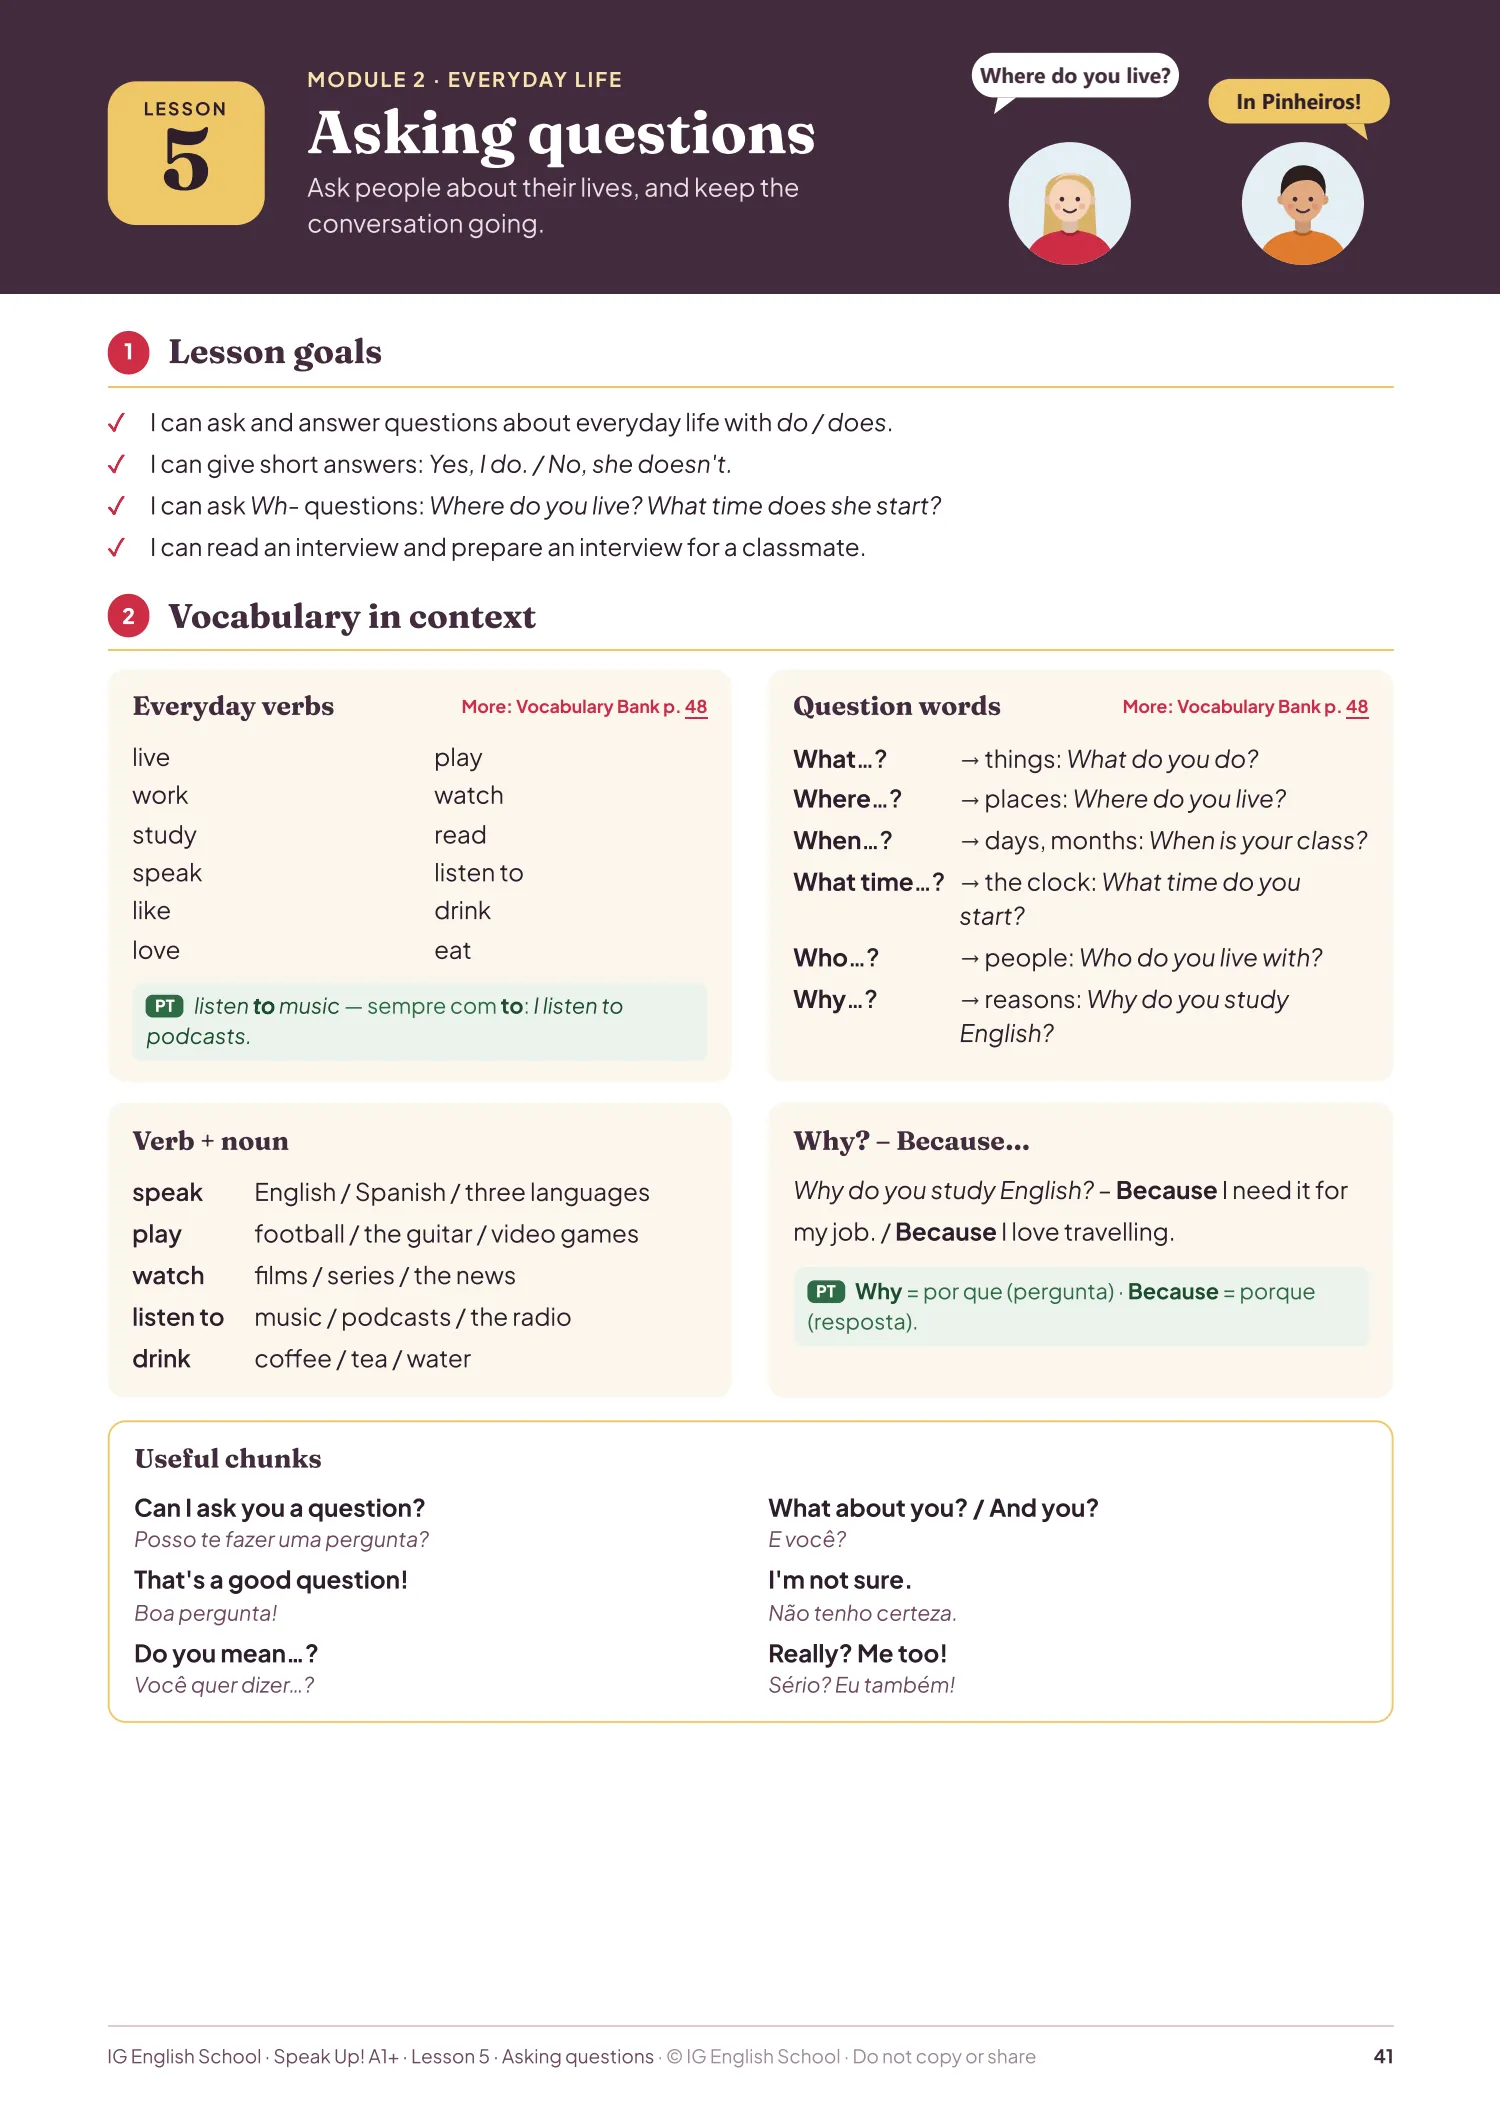 LESSON
5
MODULE 2 · EVERYDAY LIFE
Asking questions
Ask people about their lives, and keep the
conversation going.
Where do you live?
In Pinheiros!
1 Lesson goals
✓ I can ask and answer questions about everyday life with do / does.
✓ I can give short answers: Yes, I do. / No, she doesn't.
✓ I can ask Wh- questions: Where do you live? What time does she start?
✓ I can read an interview and prepare an interview for a classmate.
2 Vocabulary in context
Everyday verbs More: Vocabulary Bank p. 48
live play
work watch
study read
speak listen to
like drink
love eat
PT listen to music — sempre com to: I listen to
podcasts.
Question words More: Vocabulary Bank p. 48
What...? → things: What do you do?
Where...? → places: Where do you live?
When...? → days, months: When is your class?
What time...? → the clock: What time do you
start?
Who...? → people: Who do you live with?
Why...? → reasons: Why do you study
English?
Verb + noun
speak English / Spanish / three languages
play football / the guitar / video games
watch films / series / the news
listen to music / podcasts / the radio
drink coffee / tea / water
Why? – Because...
Why do you study English? – Because I need it for
my job. / Because I love travelling.
PT Why = por que (pergunta) · Because = porque
(resposta).
Useful chunks
Can I ask you a question?
Posso te fazer uma pergunta?
That's a good question!
Boa pergunta!
Do you mean...?
Você quer dizer...?
What about you? / And you?
E você?
I'm not sure.
Não tenho certeza.
Really? Me too!
Sério? Eu também!
IG English School · Speak Up! A1+ · Lesson 5 · Asking questions · © IG English School · Do not copy or share 41